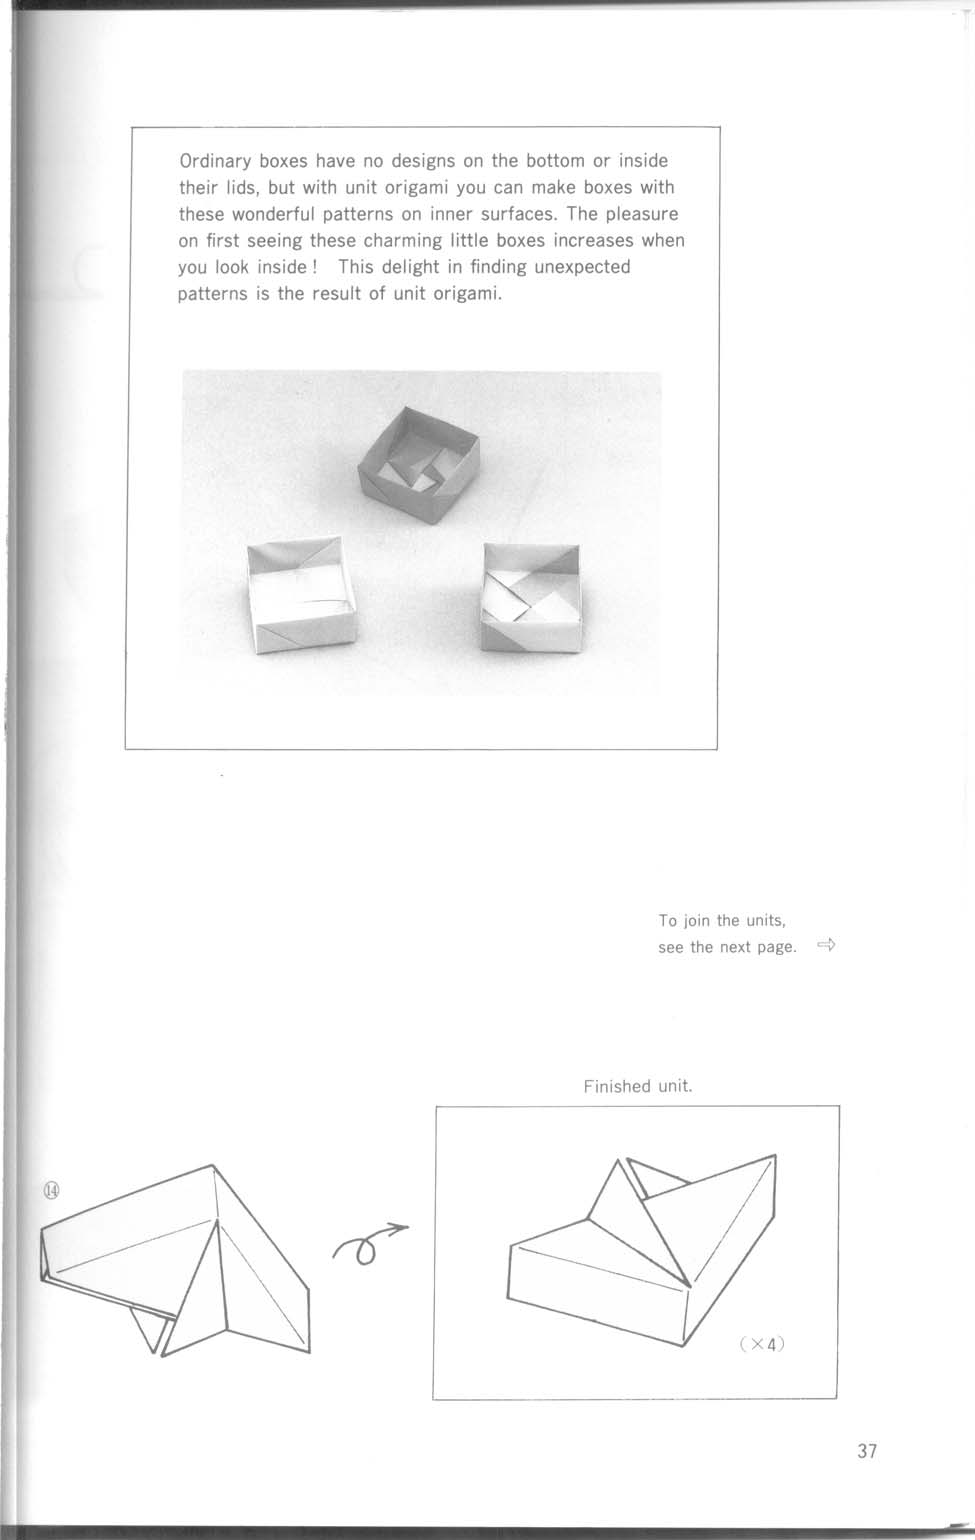 Ordinary boxes have no designs on the bottom or inside
their lids, but with unit origami you can make boxes with
these wonderful patterns on inner surfaces. The pleasure
on first seeing these charming little boxes increases when
you look inside! This delight in finding unexpected
patterns is the result of unit origami.
To join the units,
see the next page. ⇨
Finished unit.
⑭
(×4)
37